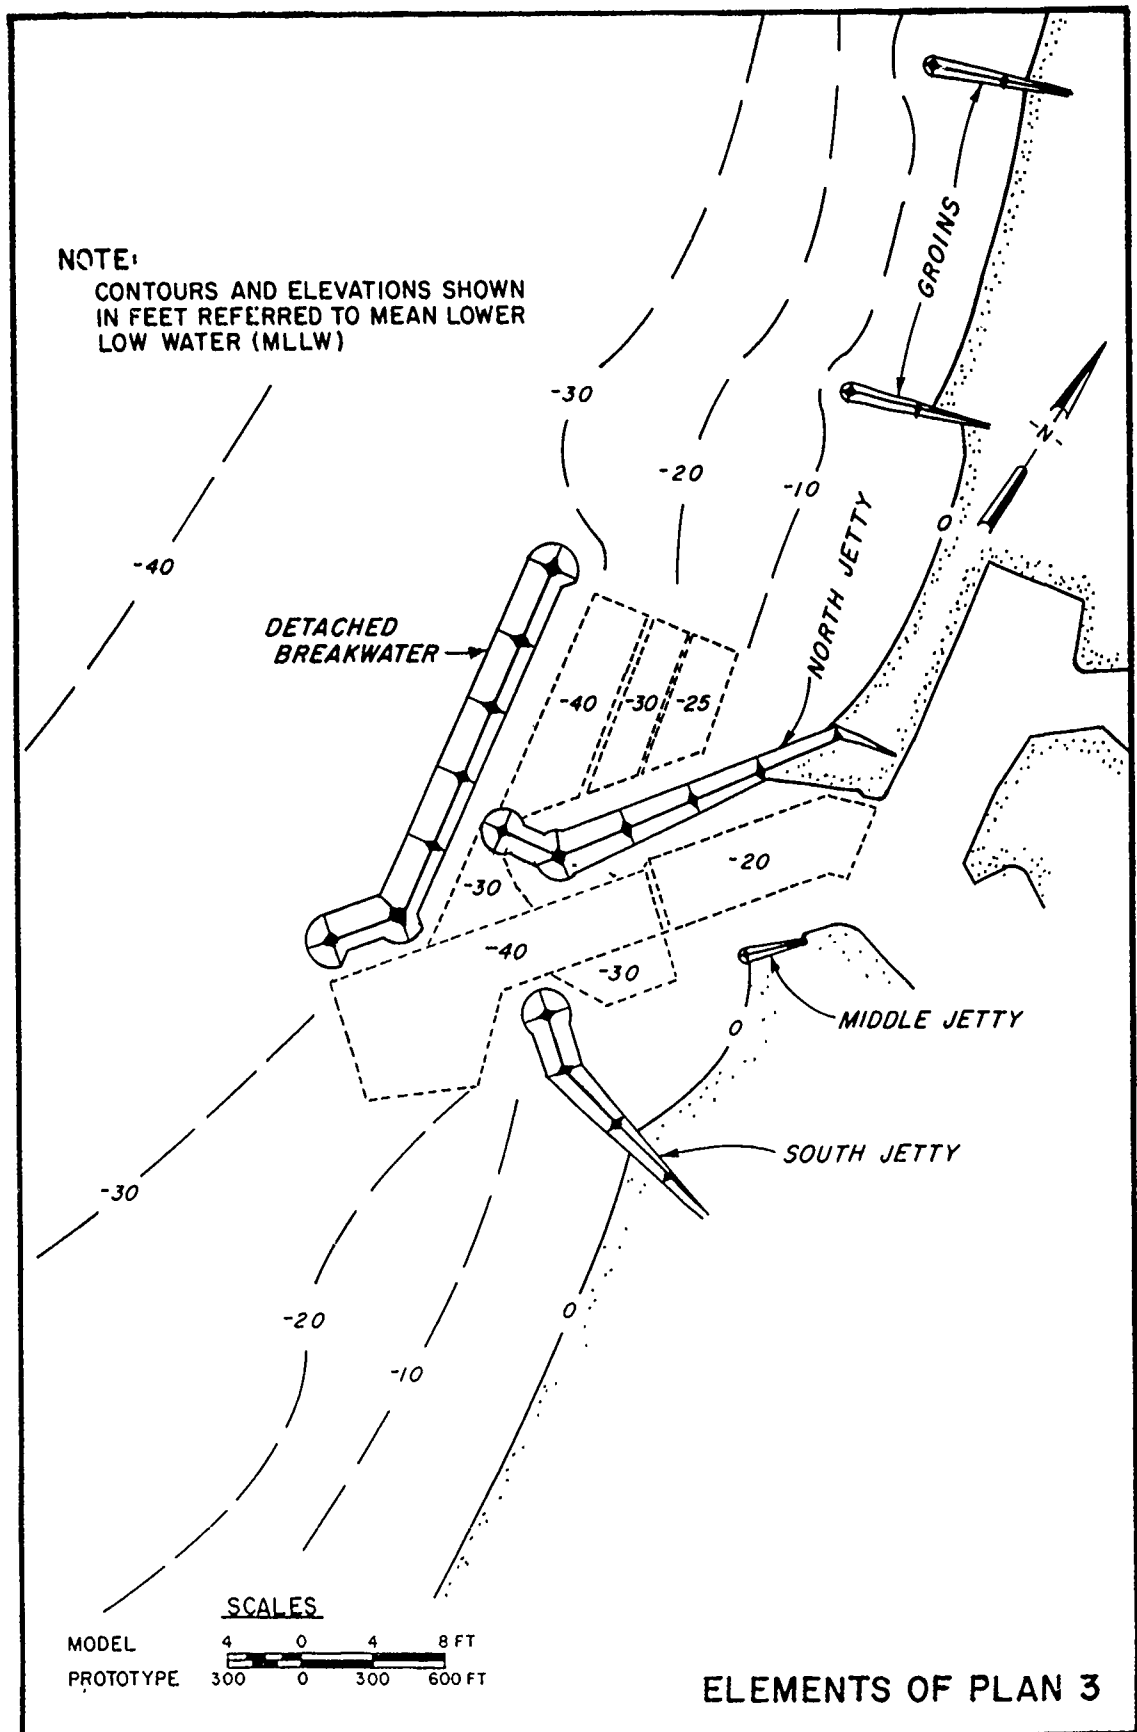 GROINS
NOTE:
CONTOURS AND ELEVATIONS SHOWN
IN FEET REFERRED TO MEAN LOWER
LOW WATER (MLLW)
-30
-N-
-20
-10
NORTH JETTY
0
-40
DETACHED
BREAKWATER
-40
-30
-25
-20
-30
-40
-30
MIDDLE JETTY
0
SOUTH JETTY
-30
0
-20
-10
SCALES
MODEL 4 0 4 8 FT
PROTOTYPE 300 0 300 600 FT
ELEMENTS OF PLAN 3